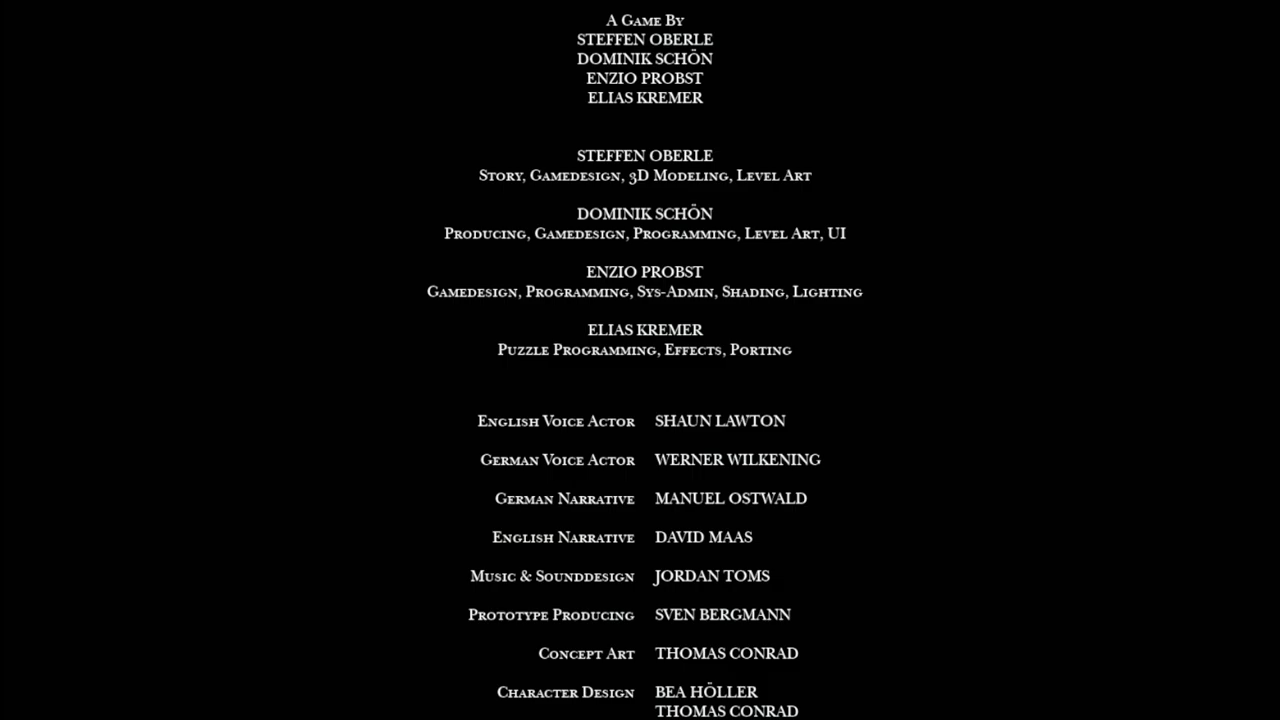 A Game By
STEFFEN OBERLE
DOMINIK SCHÖN
ENZIO PROBST
ELIAS KREMER
STEFFEN OBERLE
Story, Gamedesign, 3D Modeling, Level Art
DOMINIK SCHÖN
Producing, Gamedesign, Programming, Level Art, UI
ENZIO PROBST
Gamedesign, Programming, Sys-Admin, Shading, Lighting
ELIAS KREMER
Puzzle Programming, Effects, Porting
English Voice Actor SHAUN LAWTON
German Voice Actor WERNER WILKENING
German Narrative MANUEL OSTWALD
English Narrative DAVID MAAS
Music & Sounddesign JORDAN TOMS
Prototype Producing SVEN BERGMANN
Concept Art THOMAS CONRAD
Character Design BEA HÖLLER
THOMAS CONRAD